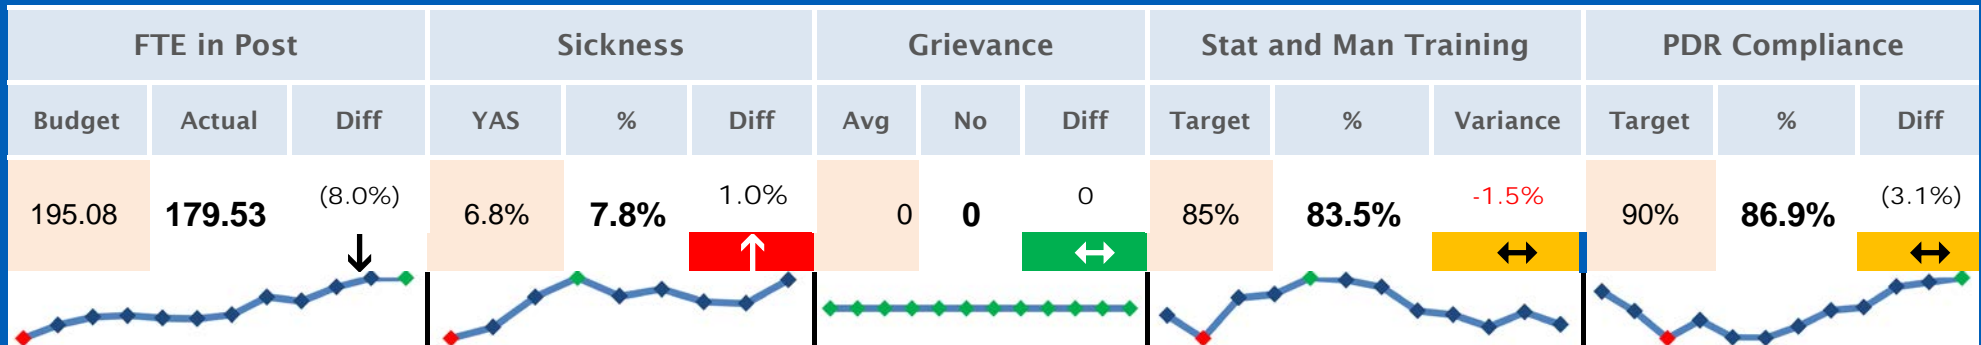 FTE in Post Sickness Grievance Stat and Man Training PDR Compliance
Budget Actual Diff YAS % Diff Avg No Diff Target % Variance Target % Diff
195.08 179.53 (8.0%) 6.8% 7.8% 1.0% 0 0 0 85% 83.5% -1.5% 90% 86.9% (3.1%)